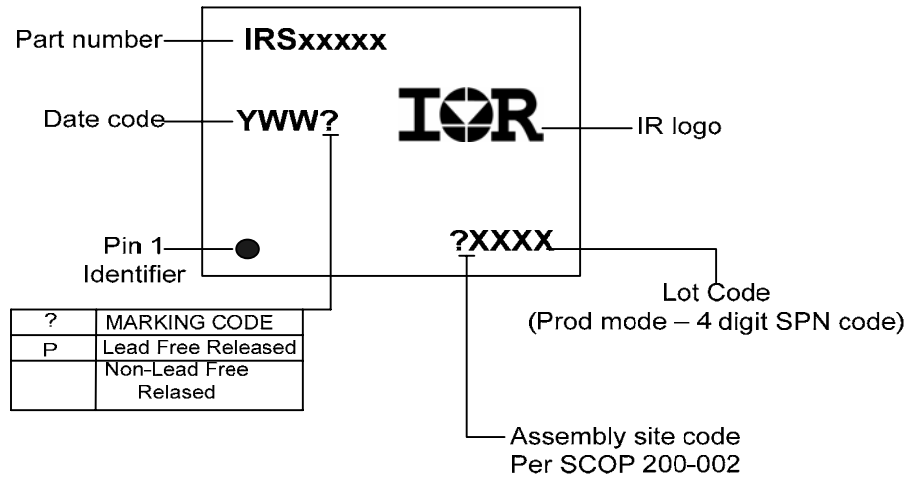 Part number
IRSxxxxx
Date code
YWW?
IOR
IR logo
Pin 1
Identifier
?XXXX
Lot Code
(Prod mode – 4 digit SPN code)
? MARKING CODE
P Lead Free Released
Non-Lead Free
Relased
Assembly site code
Per SCOP 200-002